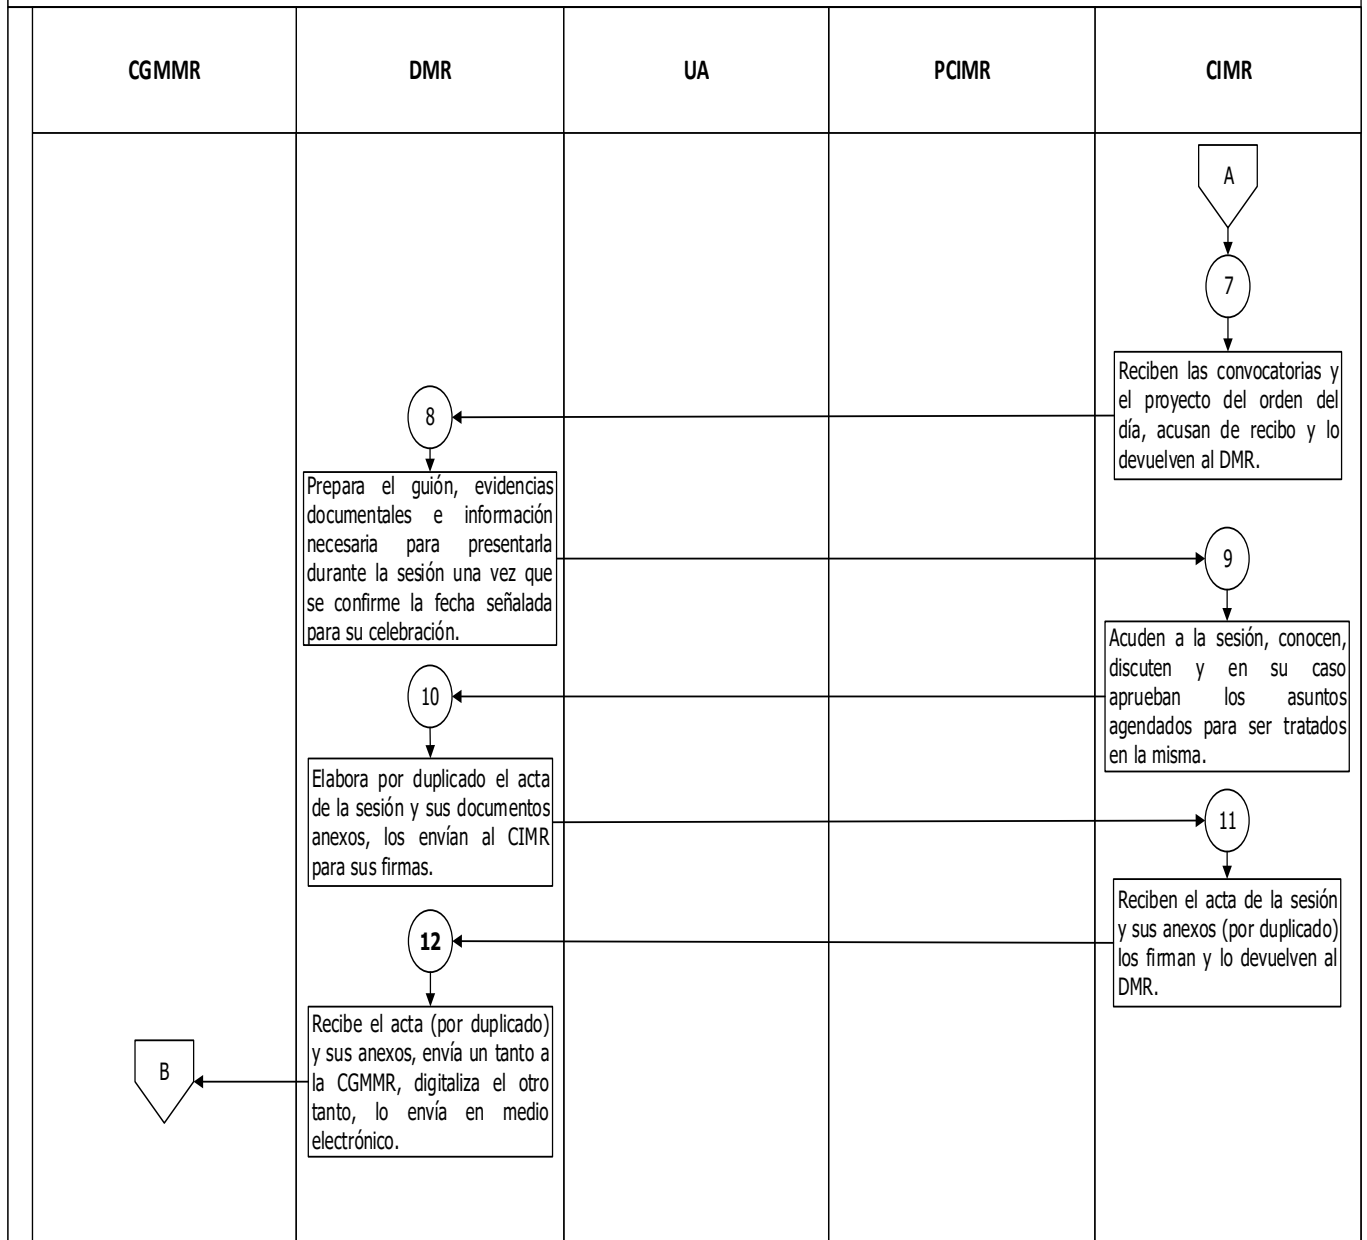 CGMMR
DMR
UA
PCIMR
CIMR
A
7
Reciben las convocatorias y
el proyecto del orden del
día, acusan de recibo y lo
devuelven al DMR.
8
Prepara el guión, evidencias
documentales e información
necesaria para presentarla
durante la sesión una vez que
se confirme la fecha señalada
para su celebración.
9
Acuden a la sesión, conocen,
discuten y en su caso
aprueban los asuntos
agendados para ser tratados
en la misma.
10
Elabora por duplicado el acta
de la sesión y sus documentos
anexos, los envían al CIMR
para sus firmas.
11
Reciben el acta de la sesión
y sus anexos (por duplicado)
los firman y lo devuelven al
DMR.
12
Recibe el acta (por duplicado)
y sus anexos, envía un tanto a
la CGMMR, digitaliza el otro
tanto, lo envía en medio
electrónico.
B